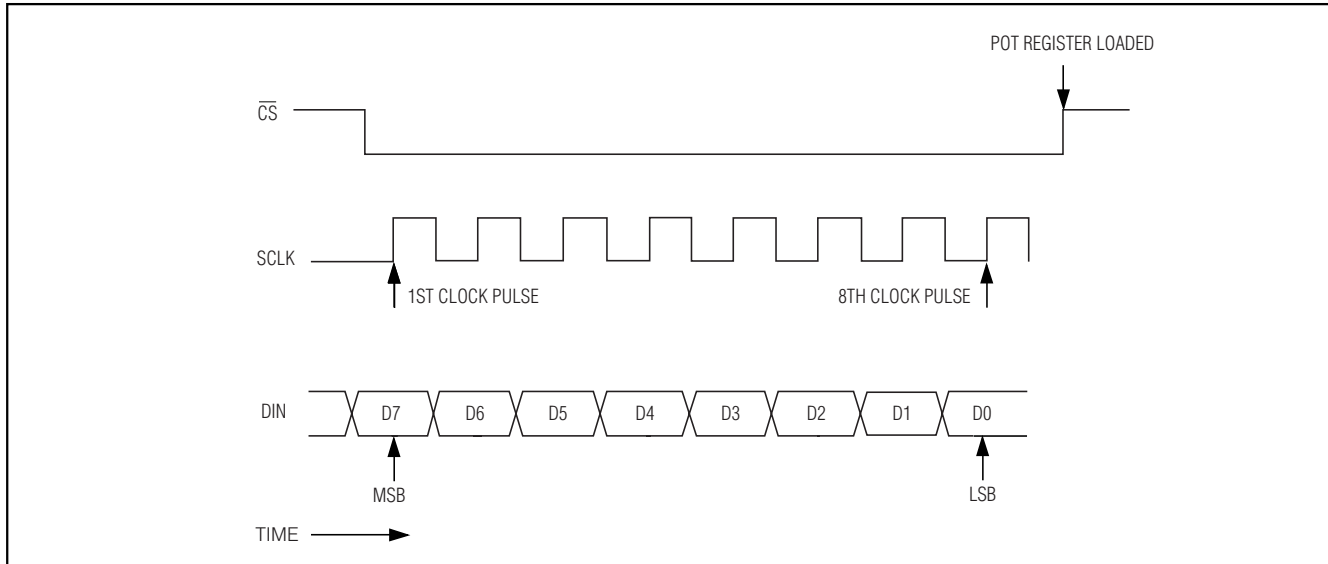 POT REGISTER LOADED
C̅S̅
SCLK
1ST CLOCK PULSE
8TH CLOCK PULSE
DIN
D7 D6 D5 D4 D3 D2 D1 D0
MSB
LSB
TIME